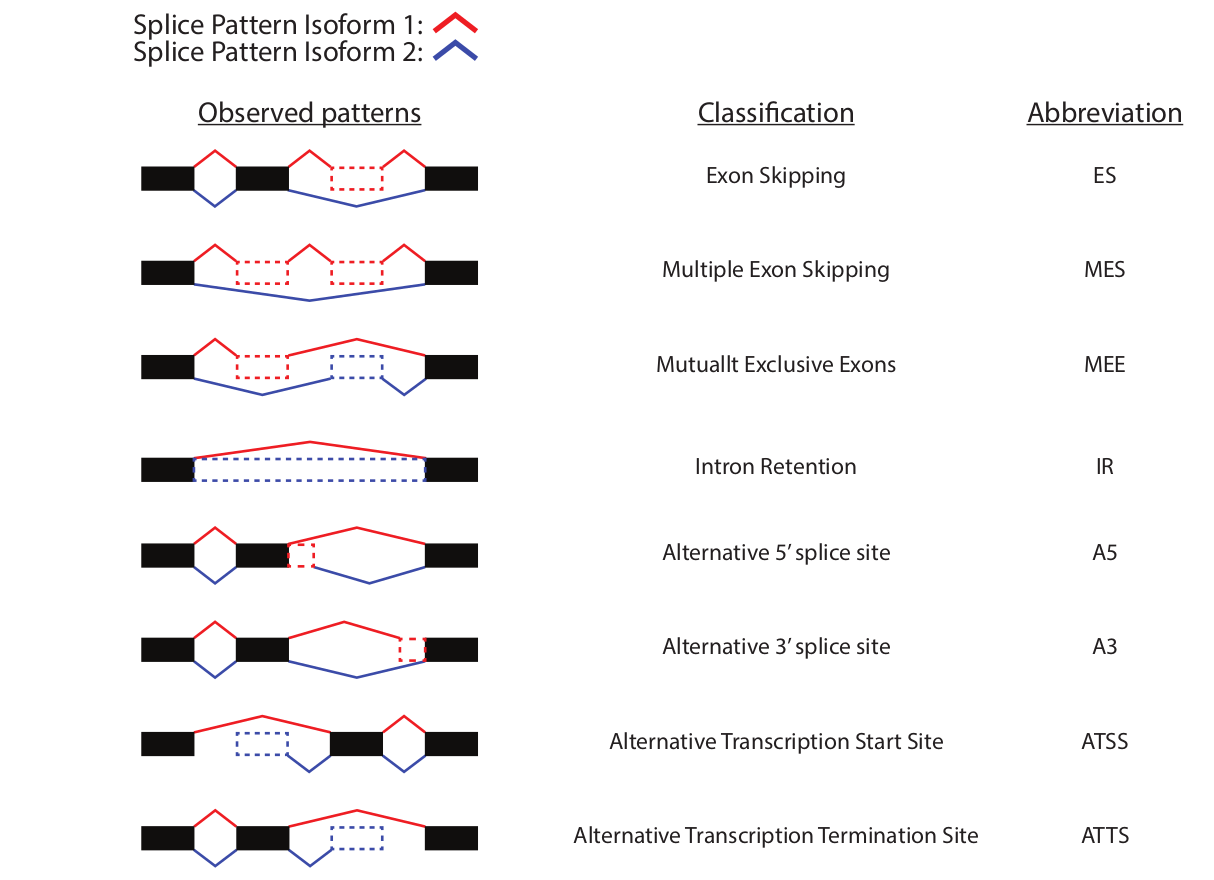 Splice Pattern Isoform 1:
Splice Pattern Isoform 2:
Observed patterns Classification Abbreviation
Exon Skipping ES
Multiple Exon Skipping MES
Mutuallt Exclusive Exons MEE
Intron Retention IR
Alternative 5’ splice site A5
Alternative 3’ splice site A3
Alternative Transcription Start Site ATSS
Alternative Transcription Termination Site ATTS